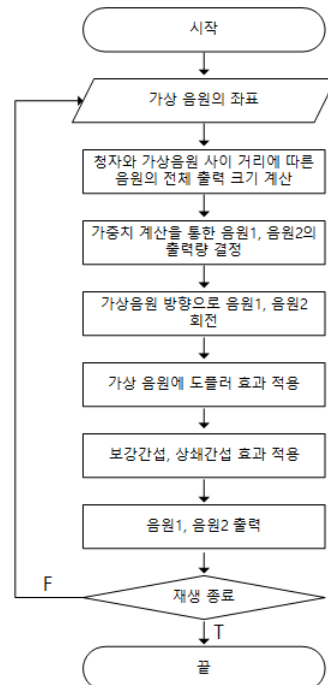 시작
가상 음원의 좌표
청자와 가상음원 사이 거리에 따른
음원의 전체 출력 크기 계산
가중치 계산을 통한 음원1, 음원2의
출력량 결정
가상음원 방향으로 음원1, 음원2
회전
가상 음원에 도플러 효과 적용
보강간섭, 상쇄간섭 효과 적용
음원1, 음원2 출력
F
재생 종료
T
끝